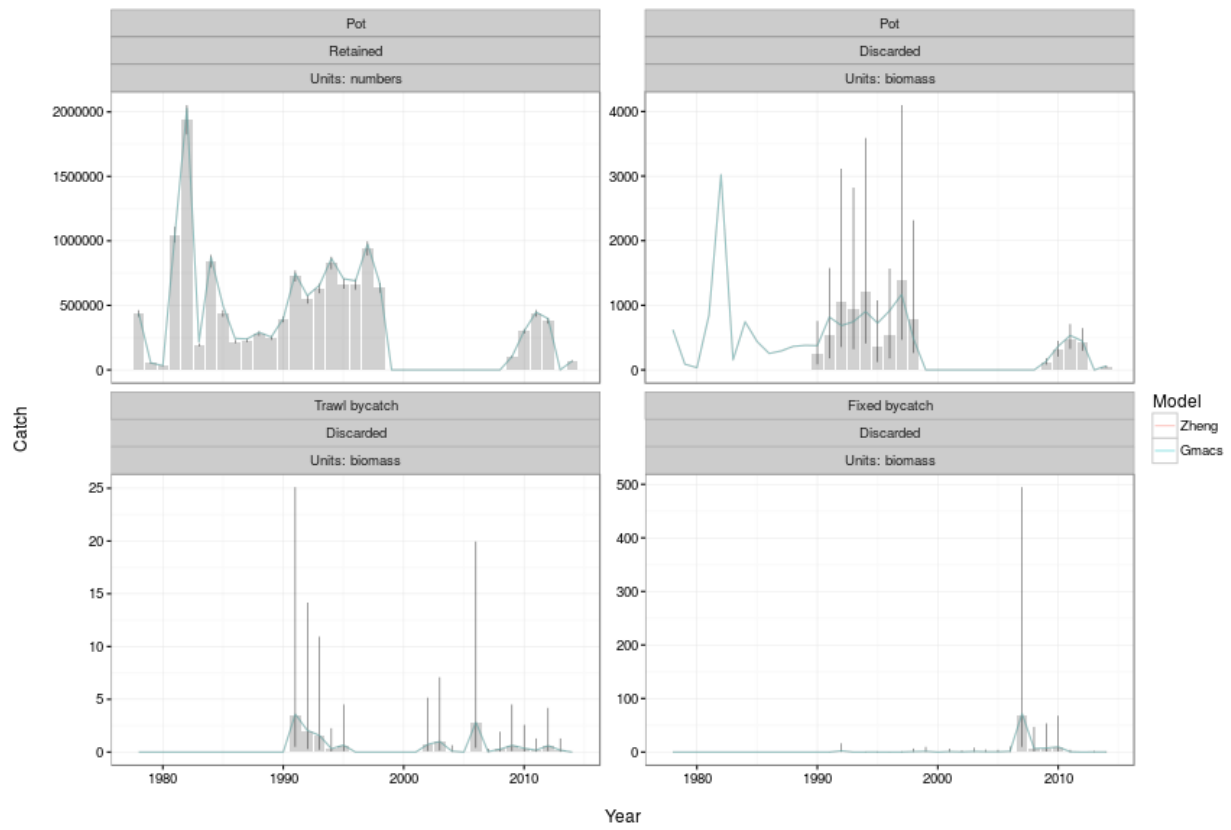 Pot
Retained
Units: numbers
2000000
1500000
1000000
500000
0
Pot
Discarded
Units: biomass
4000
3000
2000
1000
0
Trawl bycatch
Discarded
Units: biomass
25
20
15
10
5
0
1980 1990 2000 2010
Fixed bycatch
Discarded
Units: biomass
500
400
300
200
100
0
1980 1990 2000 2010
Catch
Year
Model
Zheng
Gmacs